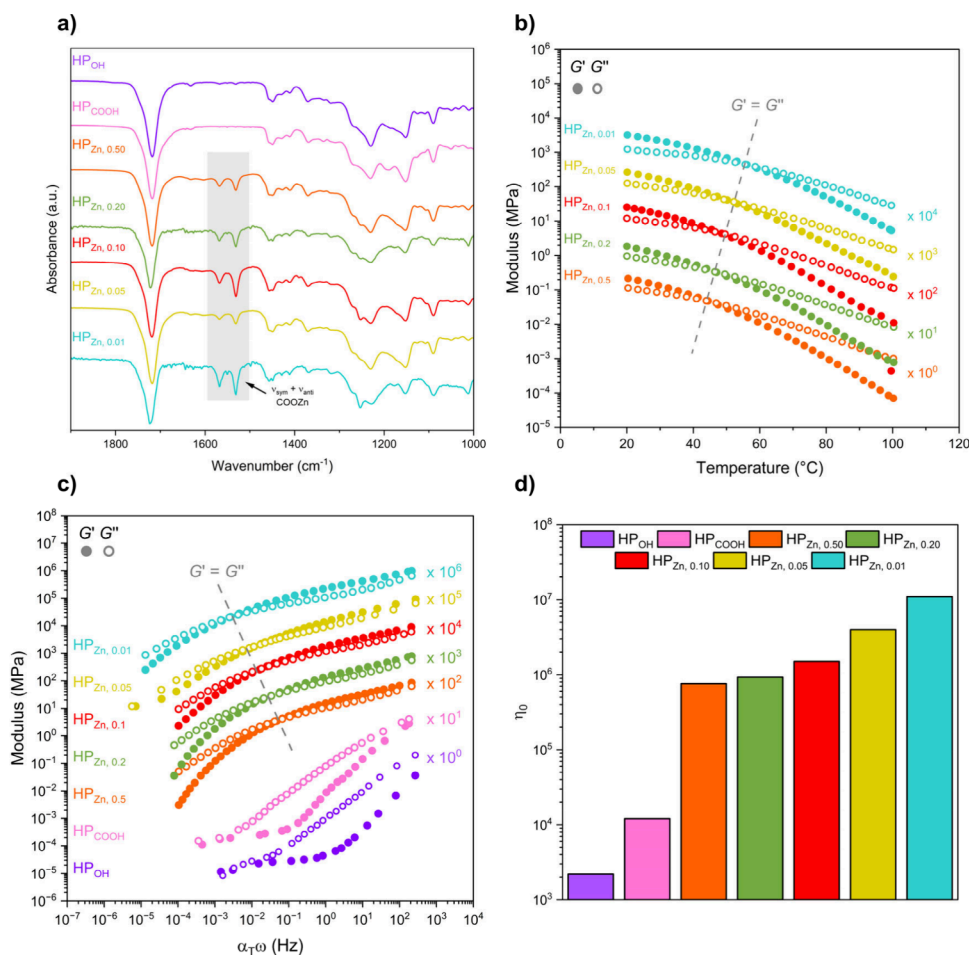 a)
HP_OH
HP_COOH
HP_Zn, 0.50
HP_Zn, 0.20
HP_Zn, 0.10
HP_Zn, 0.05
HP_Zn, 0.01
ν_sym + ν_anti
COOZn
Absorbance (a.u.)
1800 1600 1400 1200 1000
Wavenumber (cm⁻¹)
b)
G' G''
G' = G''
HP_Zn, 0.01
HP_Zn, 0.05
HP_Zn, 0.1
HP_Zn, 0.2
HP_Zn, 0.5
x 10⁴
x 10³
x 10²
x 10¹
x 10⁰
Modulus (MPa)
10⁶
10⁵
10⁴
10³
10²
10¹
10⁰
10⁻¹
10⁻²
10⁻³
10⁻⁴
10⁻⁵
0 20 40 60 80 100 120
Temperature (°C)
c)
G' G''
G' = G''
HP_Zn, 0.01
HP_Zn, 0.05
HP_Zn, 0.1
HP_Zn, 0.2
HP_Zn, 0.5
HP_COOH
HP_OH
x 10⁶
x 10⁵
x 10⁴
x 10³
x 10²
x 10¹
x 10⁰
Modulus (MPa)
10⁸
10⁷
10⁶
10⁵
10⁴
10³
10²
10¹
10⁰
10⁻¹
10⁻²
10⁻³
10⁻⁴
10⁻⁵
10⁻⁶
10⁻⁷ 10⁻⁶ 10⁻⁵ 10⁻⁴ 10⁻³ 10⁻² 10⁻¹ 10⁰ 10¹ 10² 10³ 10⁴
α_Tω (Hz)
d)
HP_OH HP_COOH HP_Zn, 0.50 HP_Zn, 0.20
HP_Zn, 0.10 HP_Zn, 0.05 HP_Zn, 0.01
η₀
10⁸
10⁷
10⁶
10⁵
10⁴
10³